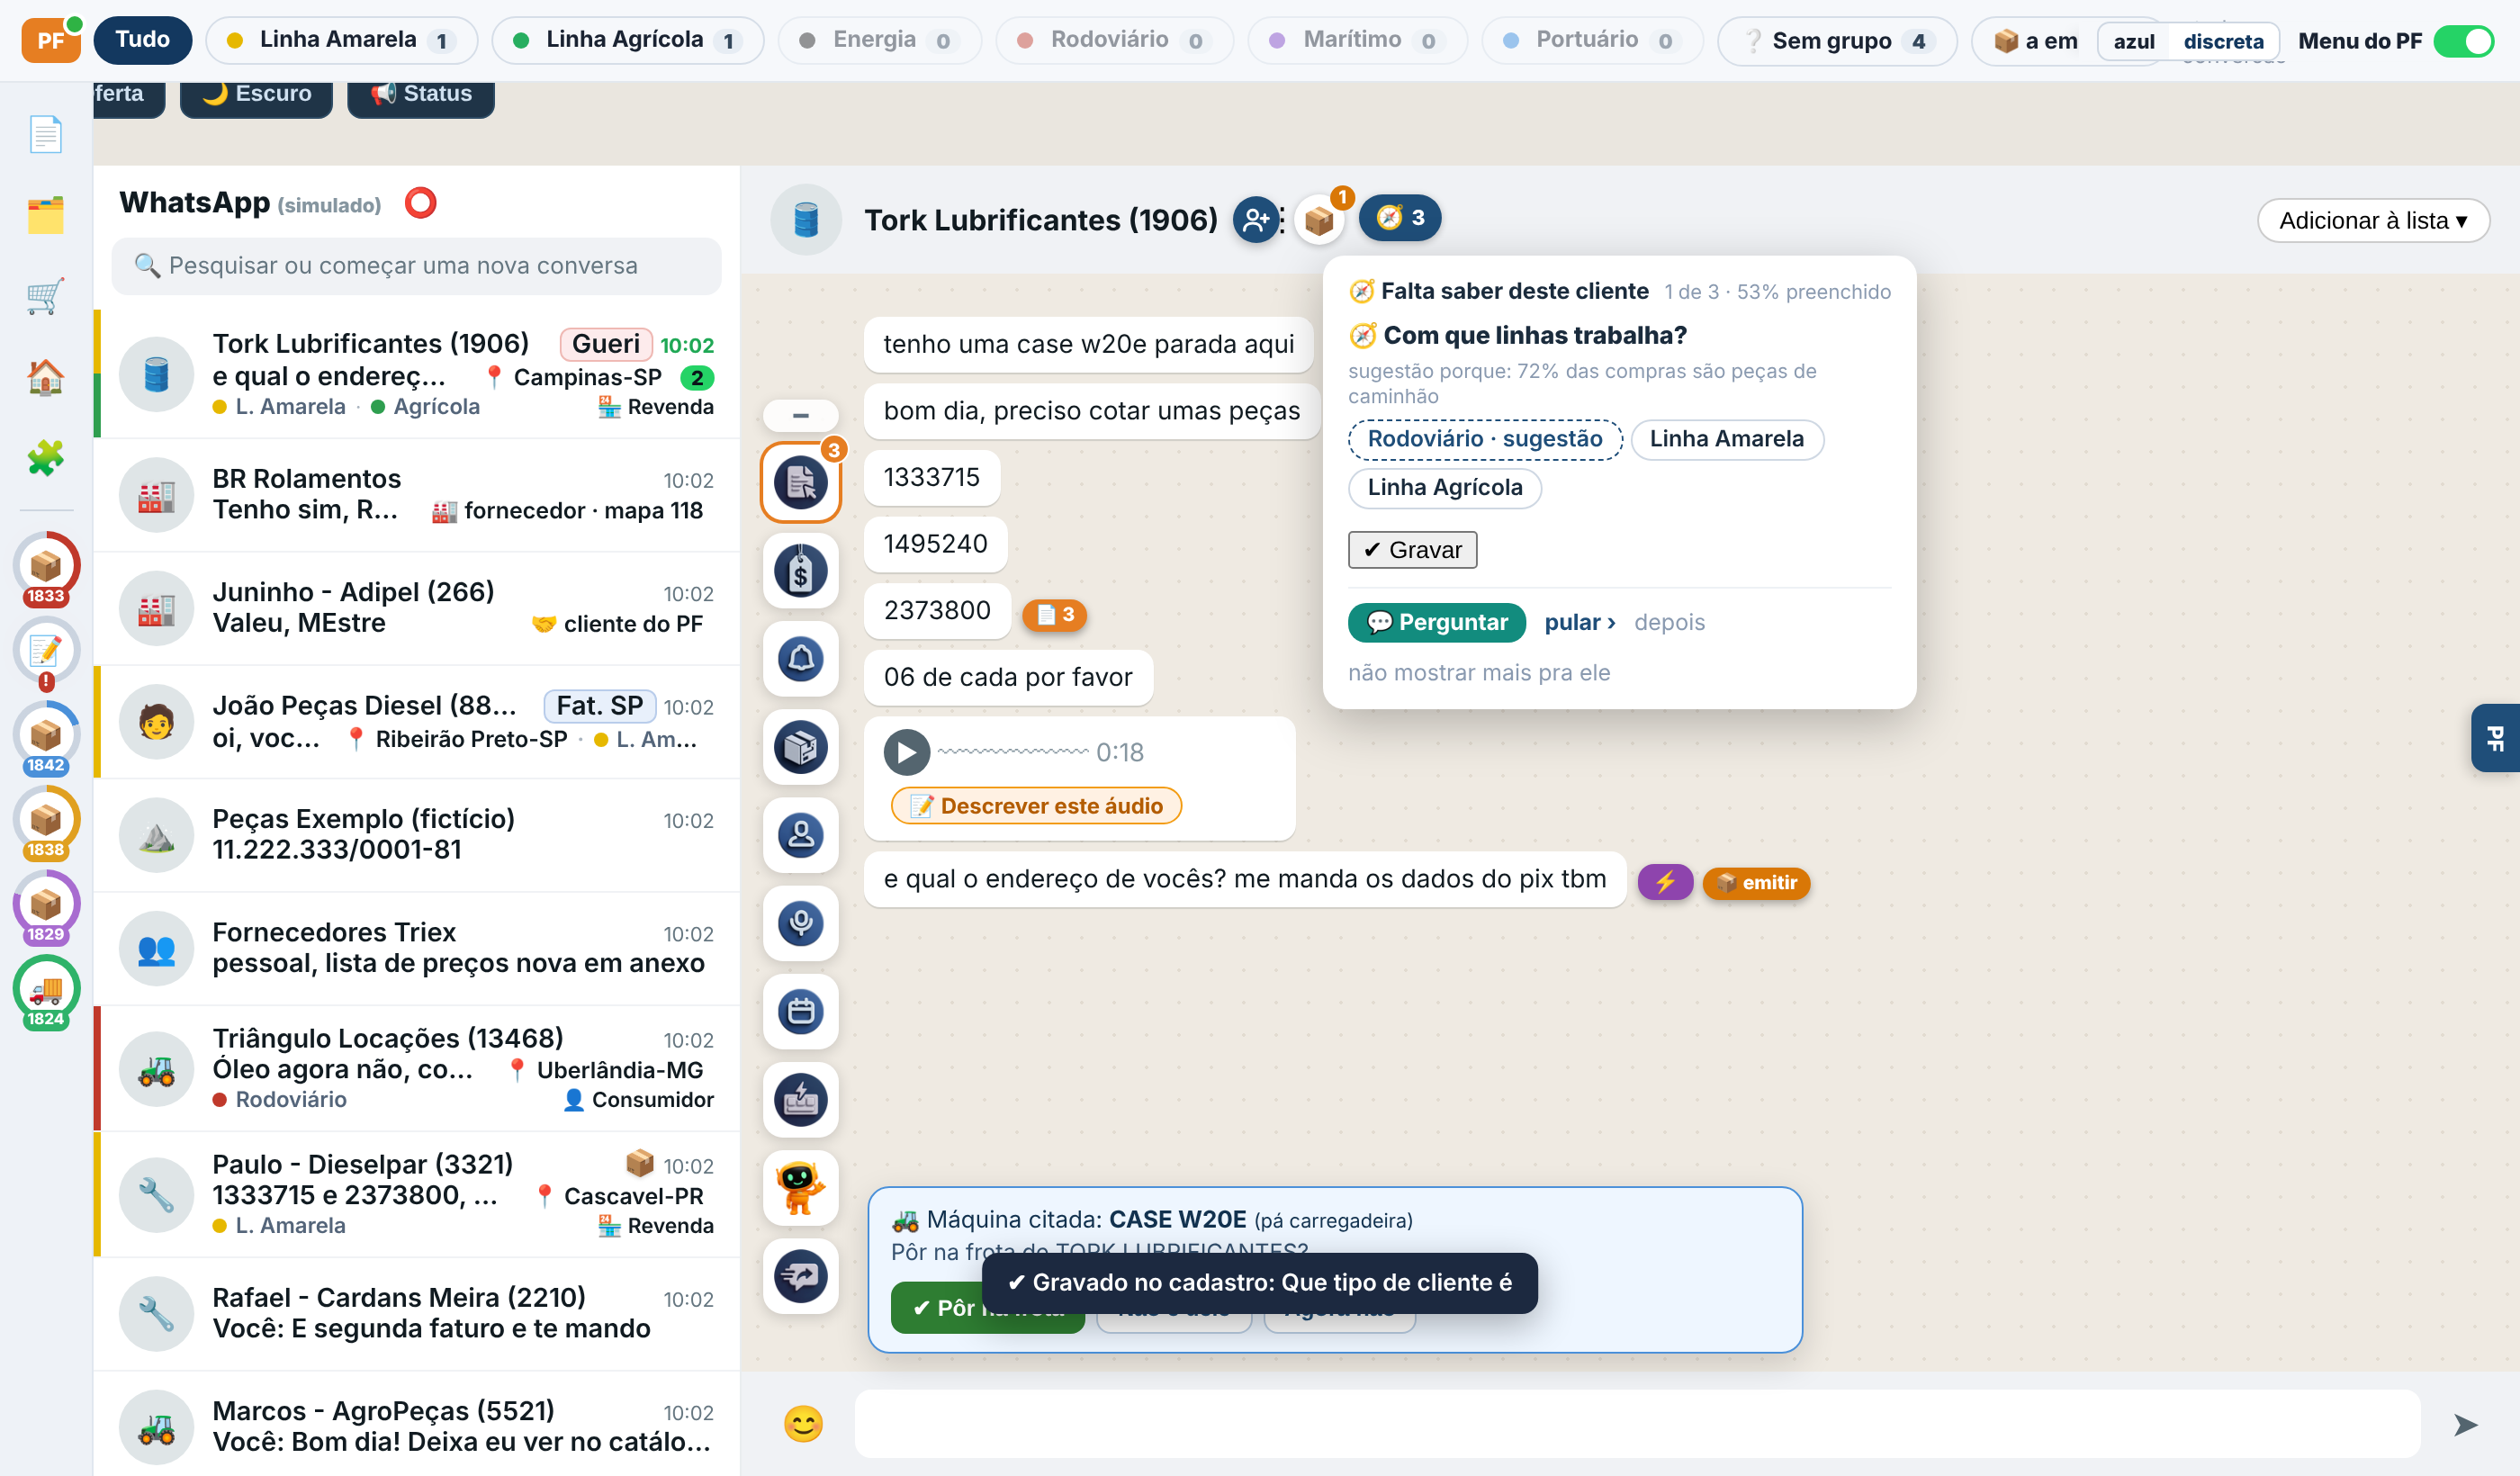 PF
Tudo
Linha Amarela 1
Linha Agrícola 1
Energia 0
Rodoviário 0
Marítimo 0
Portuário 0
Sem grupo 4
a em
azul discreta
Menu do PF
ferta
Escuro
Status
WhatsApp (simulado)
Pesquisar ou começar uma nova conversa
Tork Lubrificantes (1906) Gueri 10:02
e qual o endereç... Campinas-SP 2
L. Amarela · Agrícola Revenda
BR Rolamentos 10:02
Tenho sim, R... fornecedor · mapa 118
Juninho - Adipel (266) 10:02
Valeu, MEstre cliente do PF
João Peças Diesel (88... Fat. SP 10:02
oi, voc... Ribeirão Preto-SP · L. Am...
Peças Exemplo (fictício) 10:02
11.222.333/0001-81
Fornecedores Triex 10:02
pessoal, lista de preços nova em anexo
Triângulo Locações (13468) 10:02
Óleo agora não, co... Uberlândia-MG
Rodoviário Consumidor
Paulo - Dieselpar (3321) 10:02
1333715 e 2373800, ... Cascavel-PR
L. Amarela Revenda
Rafael - Cardans Meira (2210) 10:02
Você: E segunda faturo e te mando
Marcos - AgroPeças (5521) 10:02
Você: Bom dia! Deixa eu ver no catálo...
1833
!
1842
1838
1829
1824
Tork Lubrificantes (1906)
1
3
Adicionar à lista ▾
3
tenho uma case w20e parada aqui
bom dia, preciso cotar umas peças
1333715
1495240
2373800
3
06 de cada por favor
0:18
Descrever este áudio
e qual o endereço de vocês? me manda os dados do pix tbm
emitir
Falta saber deste cliente 1 de 3 · 53% preenchido
Com que linhas trabalha?
sugestão porque: 72% das compras são peças de
caminhão
Rodoviário · sugestão
Linha Amarela
Linha Agrícola
✔ Gravar
Perguntar pular › depois
não mostrar mais pra ele
PF
Máquina citada: CASE W20E (pá carregadeira)
Pôr na frota de TORK LUBRIFICANTES?
✔ Pôr na frota
✔ Gravado no cadastro: Que tipo de cliente é